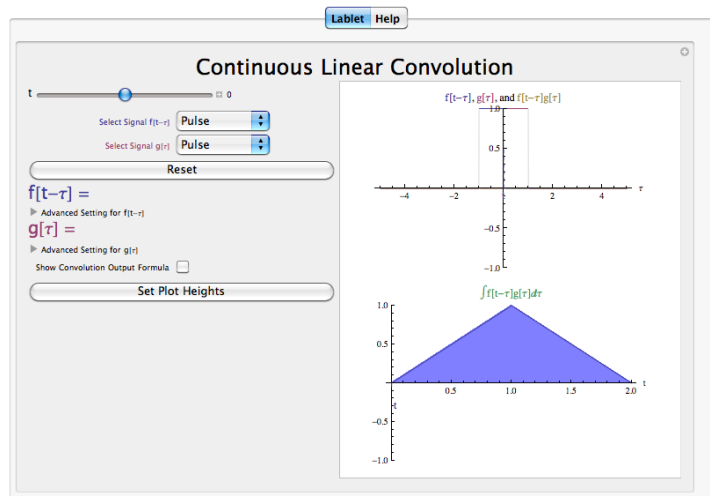 Lablet Help
Continuous Linear Convolution
t 0
Select Signal f[t−τ] Pulse
Select Signal g[τ] Pulse
Reset
f[t−τ] =
Advanced Setting for f[t−τ]
g[τ] =
Advanced Setting for g[τ]
Show Convolution Output Formula
Set Plot Heights
f[t−τ], g[τ], and f[t−τ]g[τ]
1.0
0.5
−4 −2 2 4 τ
−0.5
−1.0
∫f[t−τ]g[τ]dτ
1.0
0.5
0.5 1.0 1.5 2.0 t
t
−0.5
−1.0